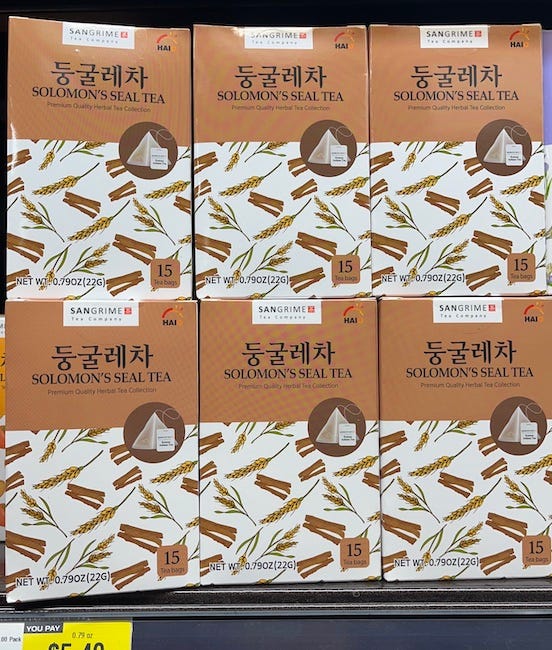 SANGRIME
Tea Company
HAI
둥굴레차
SOLOMON'S SEAL TEA
Premium Quality Herbal Tea Collection
NET WT. 0.79OZ (22G)
15
Tea bags
Tea Company
HAI
둥굴레차
SOLOMON'S SEAL TEA
Premium Quality Herbal Tea Collection
NET WT. 0.79OZ (22G)
15
Tea bags
SANGRIME
Tea Company
HAI
둥굴레차
SOLOMON'S SEAL TEA
Premium Quality Herbal Tea Collection
NET WT. 0.79OZ (22G)
15
Tea bags
SANGRIME
Tea Company
HAI
둥굴레차
SOLOMON'S SEAL TEA
Premium Quality Herbal Tea Collection
NET WT. 0.79OZ (22G)
15
Tea bags
SANGRIME
Tea Company
HAI
둥굴레차
SOLOMON'S SEAL TEA
Premium Quality Herbal Tea Collection
NET WT. 0.79OZ (22G)
15
Tea bags
SANGRIME
Tea Company
HAI
둥굴레차
SOLOMON'S SEAL TEA
Premium Quality Herbal Tea Collection
NET WT. 0.79OZ (22G)
15
Tea bags
YOU PAY
.00 Pack
0.79 oz